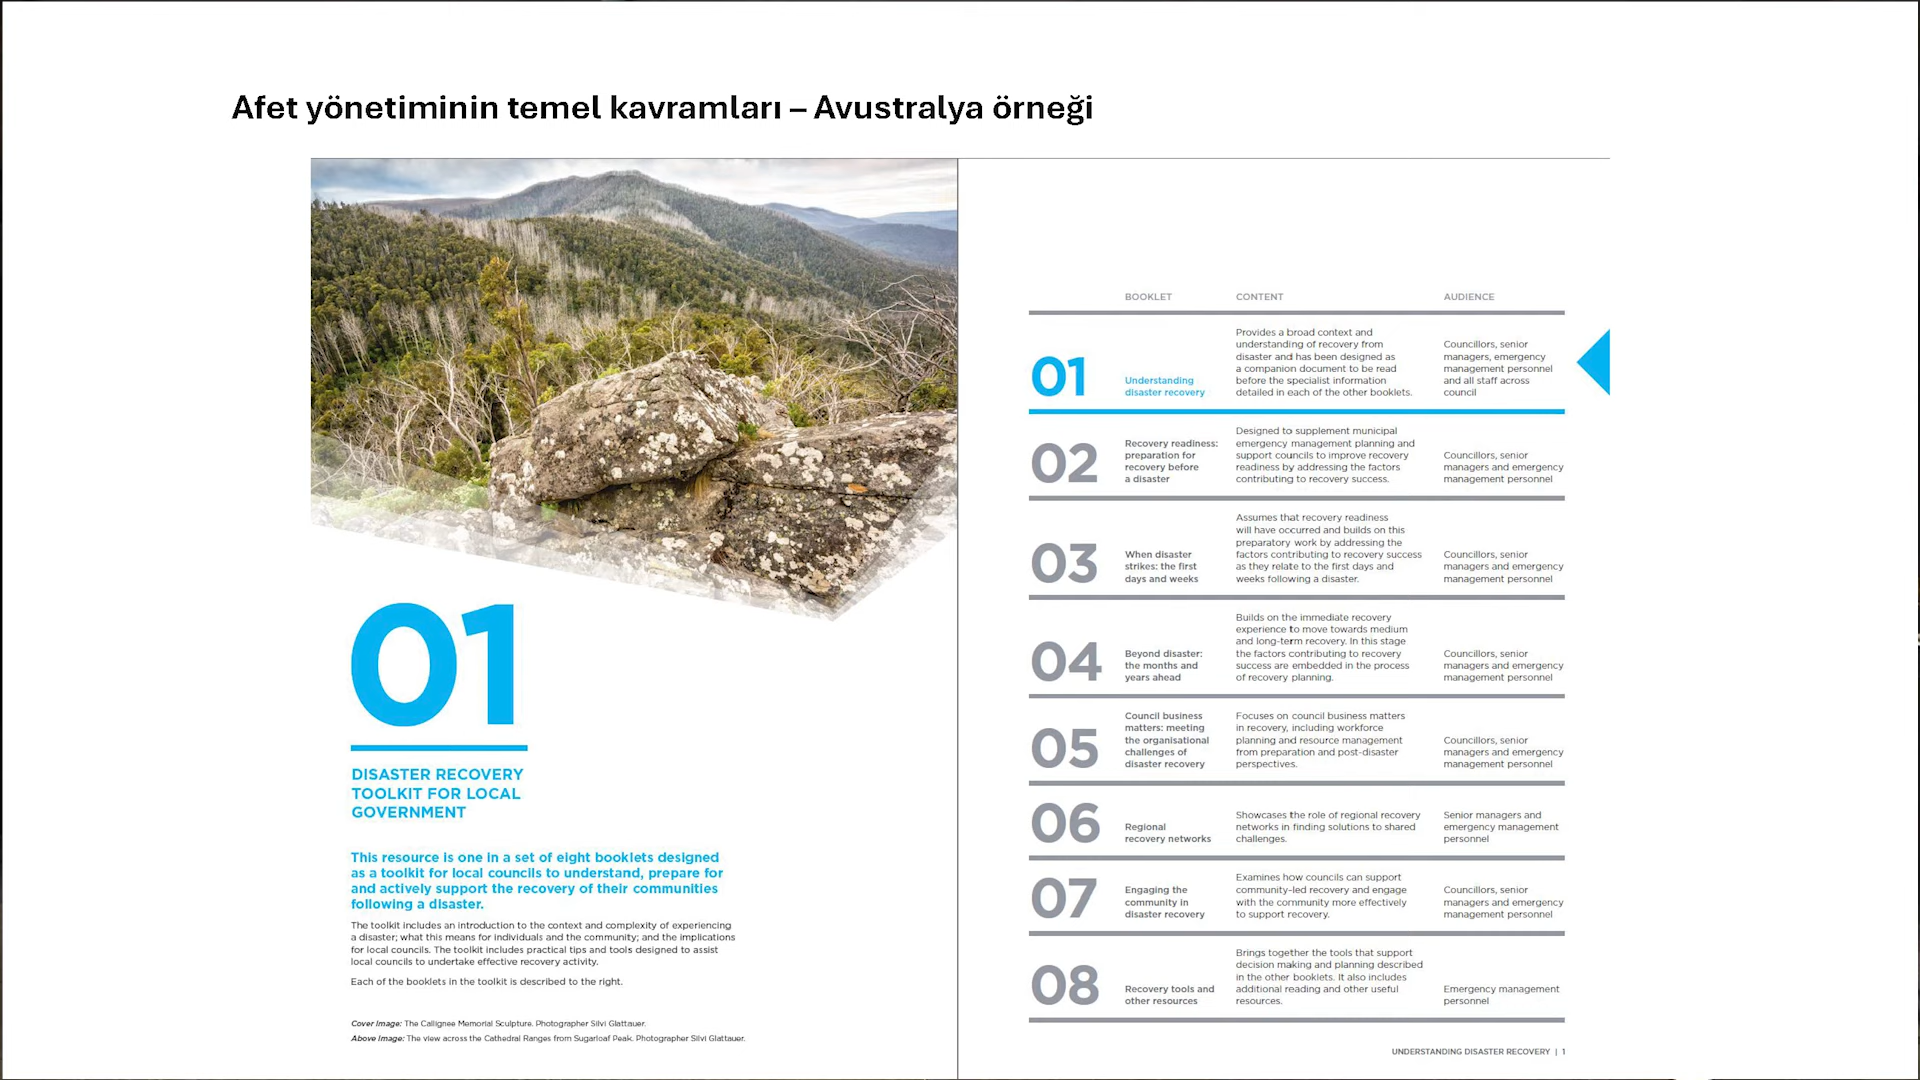 Afet yönetiminin temel kavramları – Avustralya örneği
01
DISASTER RECOVERY
TOOLKIT FOR LOCAL
GOVERNMENT
This resource is one in a set of eight booklets designed
as a toolkit for local councils to understand, prepare for
and actively support the recovery of their communities
following a disaster.
The toolkit includes an introduction to the context and complexity of experiencing
a disaster; what this means for individuals and the community; and the implications
for local councils. The toolkit includes practical tips and tools designed to assist
local councils to undertake effective recovery activity.
Each of the booklets in the toolkit is described to the right.
Cover Image: The Callignee Memorial Sculpture. Photographer Silvi Glattauer.
Above Image: The view across the Cathedral Ranges from Sugarloaf Peak. Photographer Silvi Glattauer.
BOOKLET CONTENT AUDIENCE
01
Understanding
disaster recovery
Provides a broad context and
understanding of recovery from
disaster and has been designed as
a companion document to be read
before the specialist information
detailed in each of the other booklets.
Councillors, senior
managers, emergency
management personnel
and all staff across
council
02
Recovery readiness:
preparation for
recovery before
a disaster
Designed to supplement municipal
emergency management planning and
support councils to improve recovery
readiness by addressing the factors
contributing to recovery success.
Councillors, senior
managers and emergency
management personnel
03
When disaster
strikes: the first
days and weeks
Assumes that recovery readiness
will have occurred and builds on this
preparatory work by addressing the
factors contributing to recovery success
as they relate to the first days and
weeks following a disaster.
Councillors, senior
managers and emergency
management personnel
04
Beyond disaster:
the months and
years ahead
Builds on the immediate recovery
experience to move towards medium
and long-term recovery. In this stage
the factors contributing to recovery
success are embedded in the process
of recovery planning.
Councillors, senior
managers and emergency
management personnel
05
Council business
matters: meeting
the organisational
challenges of
disaster recovery
Focuses on council business matters
in recovery, including workforce
planning and resource management
from preparation and post-disaster
perspectives.
Councillors, senior
managers and emergency
management personnel
06
Regional
recovery networks
Showcases the role of regional recovery
networks in finding solutions to shared
challenges.
Senior managers and
emergency management
personnel
07
Engaging the
community in
disaster recovery
Examines how councils can support
community-led recovery and engage
with the community more effectively
to support recovery.
Councillors, senior
managers and emergency
management personnel
08
Recovery tools and
other resources
Brings together the tools that support
decision making and planning described
in the other booklets. It also includes
additional reading and other useful
resources.
Emergency management
personnel
UNDERSTANDING DISASTER RECOVERY | 1